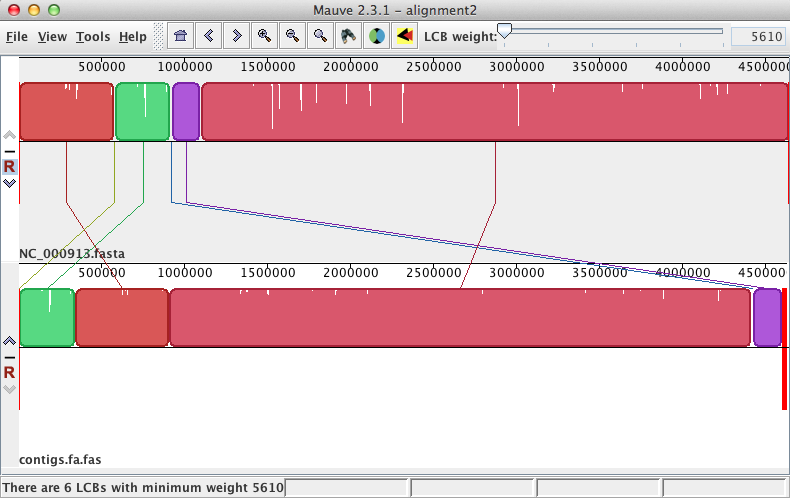 Mauve 2.3.1 - alignment2
File View Tools Help LCB weight: 5610
500000 1000000 1500000 2000000 2500000 3000000 3500000 4000000 4500000
R
NC_000913.fasta
500000 1000000 1500000 2000000 2500000 3000000 3500000 4000000 4500000
R
contigs.fa.fas
There are 6 LCBs with minimum weight 5610